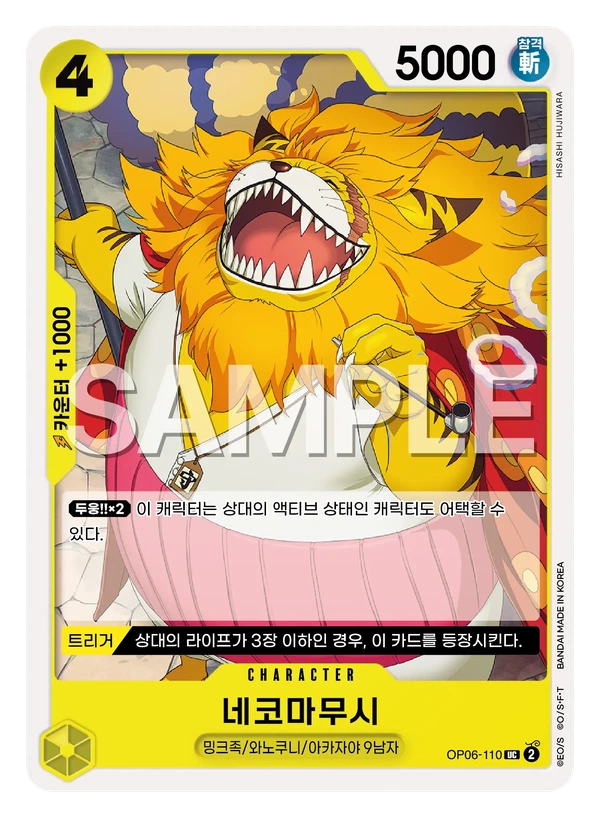 4
5000
참격
斬
HISASHI HUJIWARA
카운터 +1000
SAMPLE
守
두웅!!×2 이 캐릭터는 상대의 액티브 상태인 캐릭터도 어택할 수
있다.
트리거 상대의 라이프가 3장 이하인 경우, 이 카드를 등장시킨다.
CHARACTER
네코마무시
밍크족/와노쿠니/아카자야 9남자
OP06-110 UC 2
©EIO/S ©O/S·F·T BANDAI MADE IN KOREA